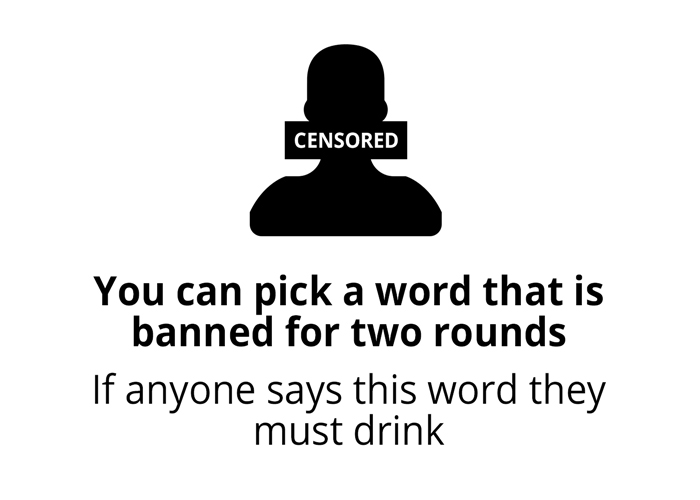 CENSORED
You can pick a word that is
banned for two rounds
If anyone says this word they
must drink